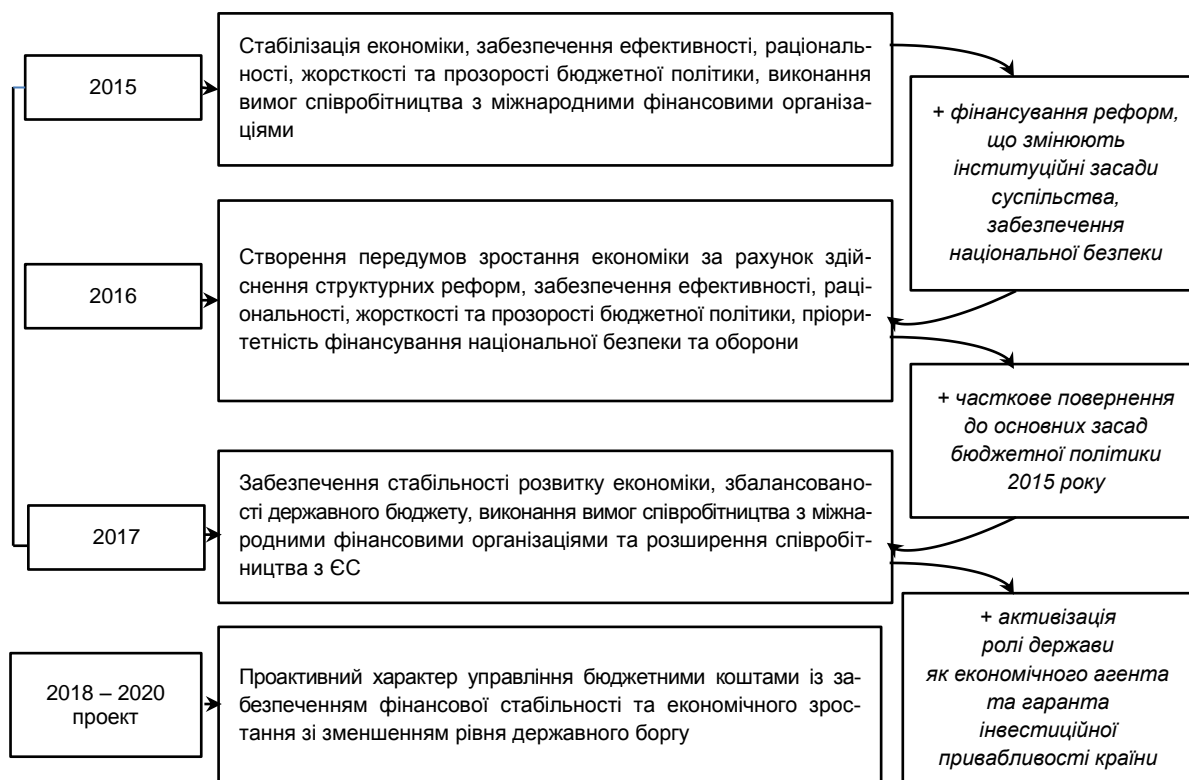 2015
Стабілізація економіки, забезпечення ефективності, раціональ-
ності, жорсткості та прозорості бюджетної політики, виконання
вимог співробітництва з міжнародними фінансовими організа-
ціями
+ фінансування реформ,
що змінюють
інституційні засади
суспільства,
забезпечення
національної безпеки
2016
Створення передумов зростання економіки за рахунок здій-
снення структурних реформ, забезпечення ефективності, раці-
ональності, жорсткості та прозорості бюджетної політики, пріори-
тетність фінансування національної безпеки та оборони
+ часткове повернення
до основних засад
бюджетної політики
2015 року
2017
Забезпечення стабільності розвитку економіки, збалансовано-
сті державного бюджету, виконання вимог співробітництва з між-
народними фінансовими організаціями та розширення співробіт-
ництва з ЄС
+ активізація
ролі держави
як економічного агента
та гаранта
інвестиційної
привабливості країни
2018 – 2020
проект
Проактивний характер управління бюджетними коштами із за-
безпеченням фінансової стабільності та економічного зрос-
тання зі зменшенням рівня державного боргу